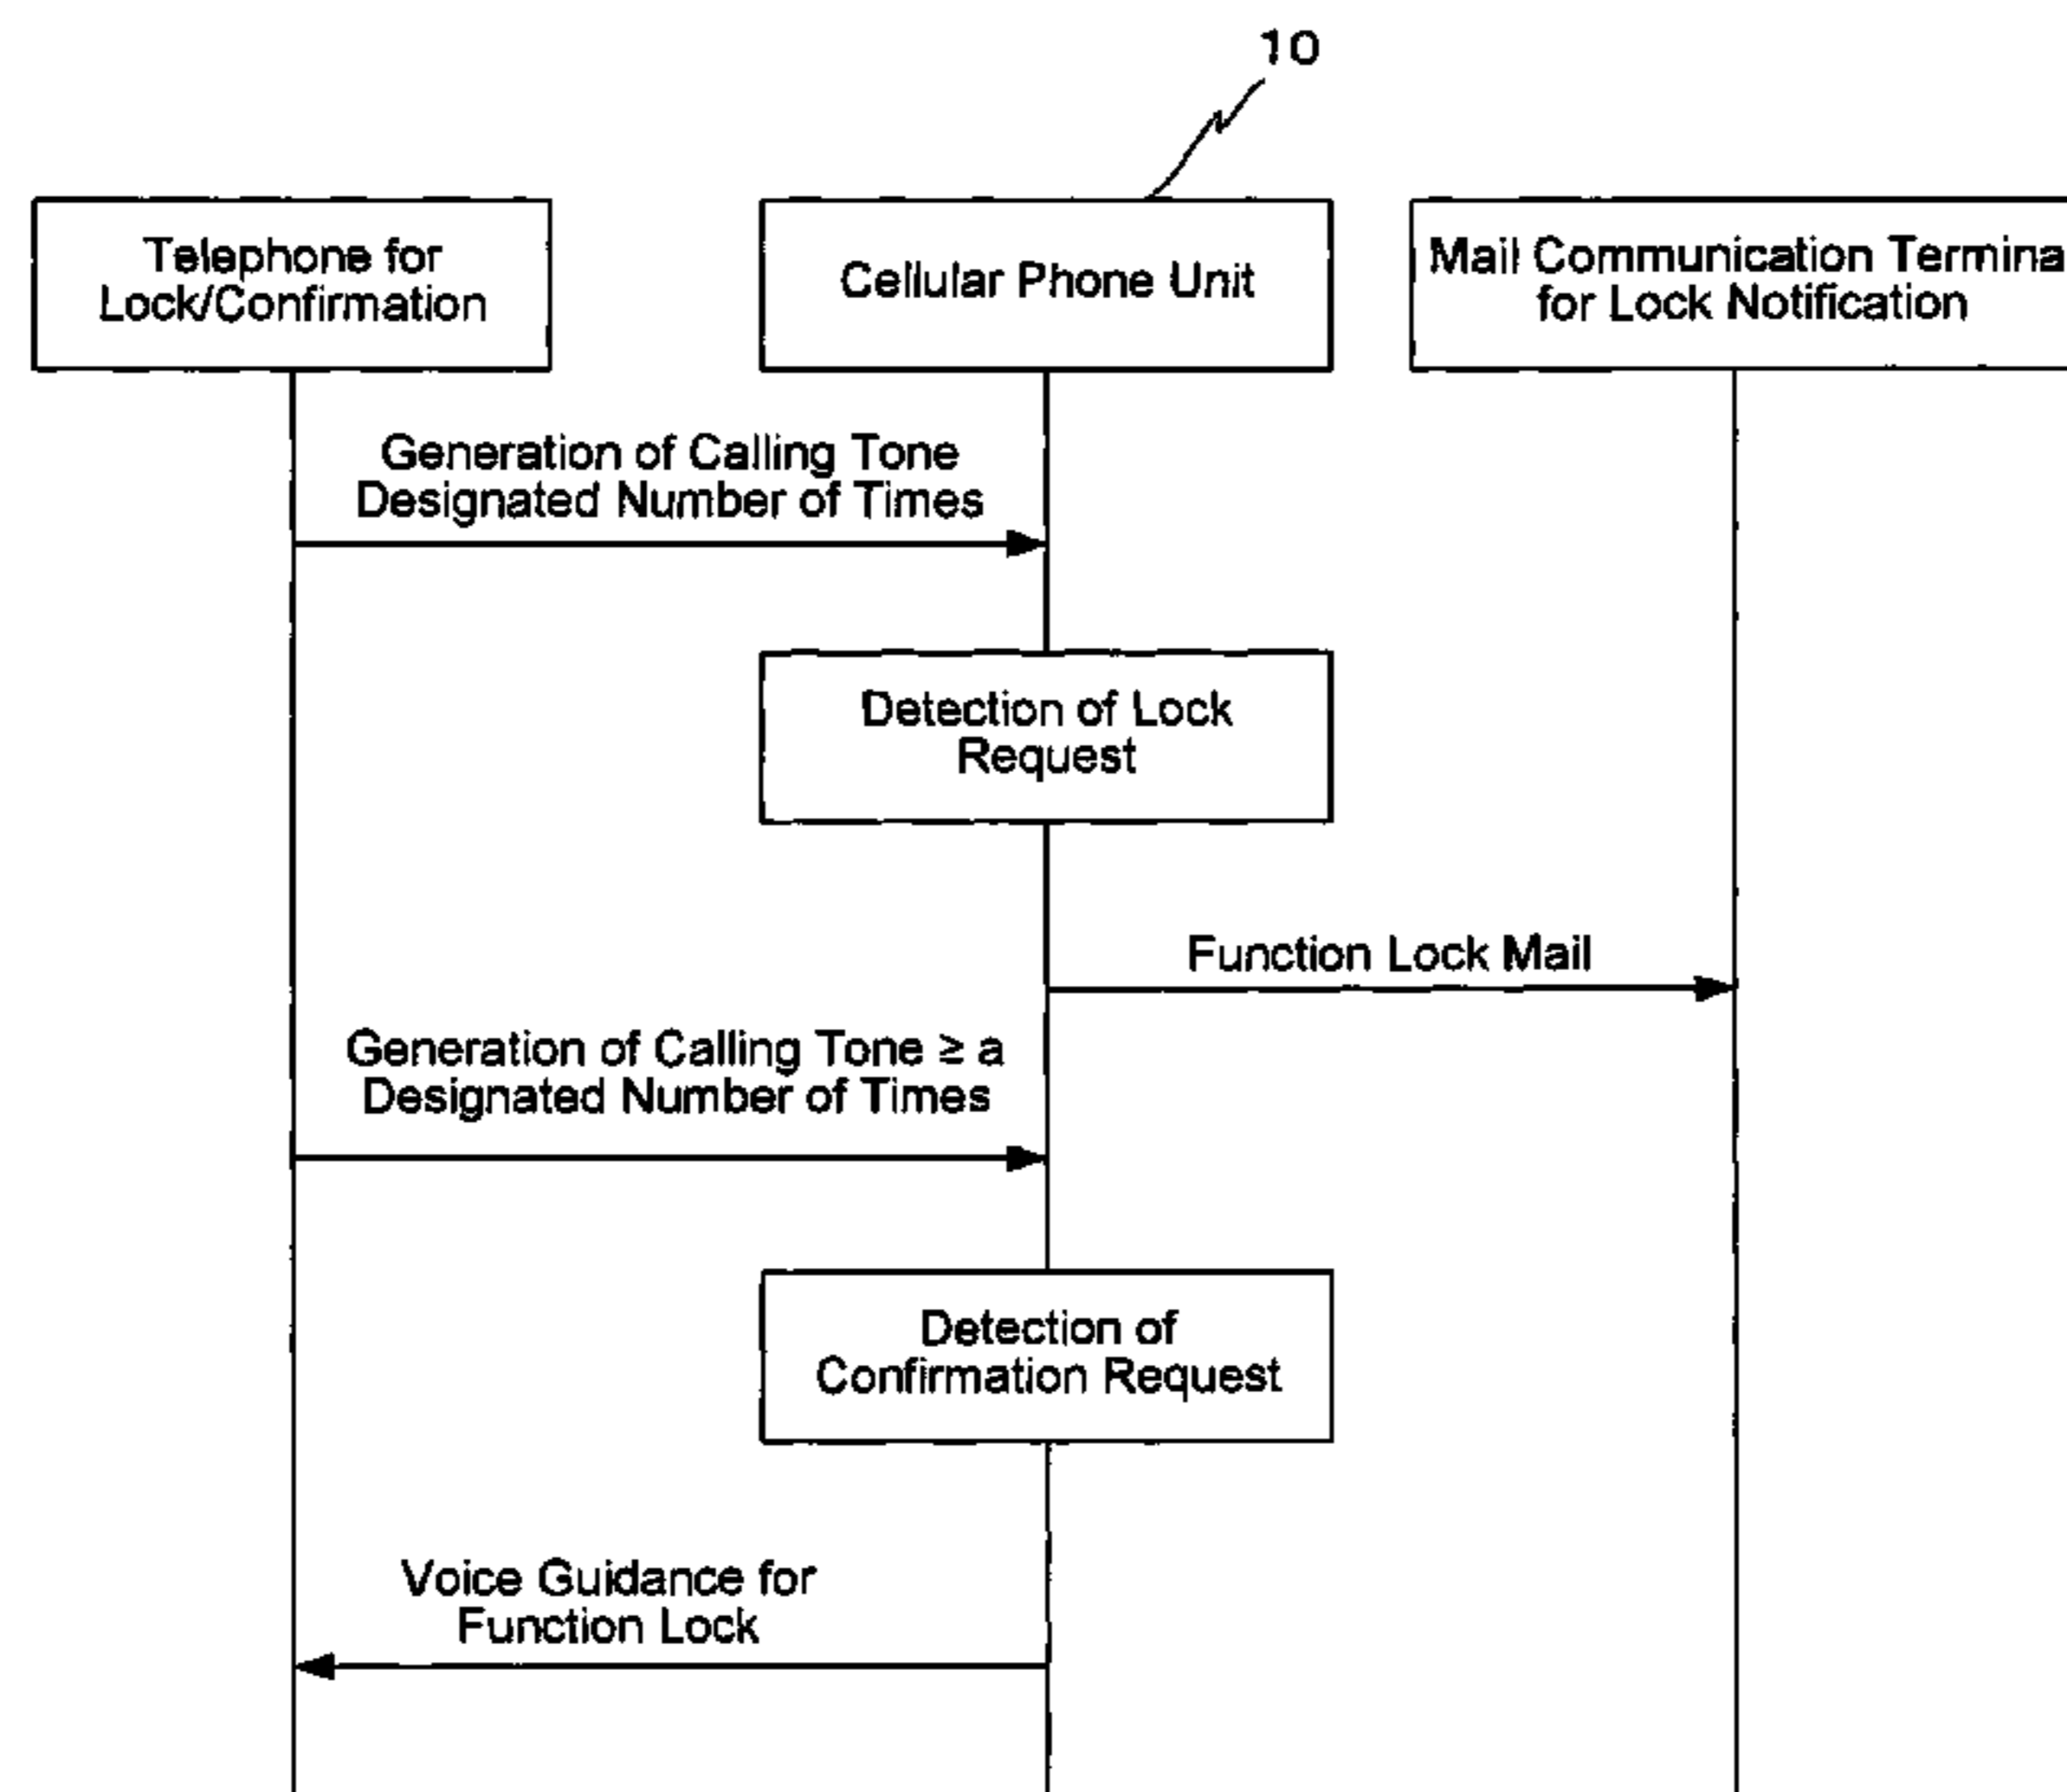 10
Telephone for
Lock/Confirmation
Cellular Phone Unit
Mail Communication Termina
for Lock Notification
Generation of Calling Tone
Designated Number of Times
Detection of Lock
Request
Function Lock Mail
Generation of Calling Tone ≥ a
Designated Number of Times
Detection of
Confirmation Request
Voice Guidance for
Function Lock